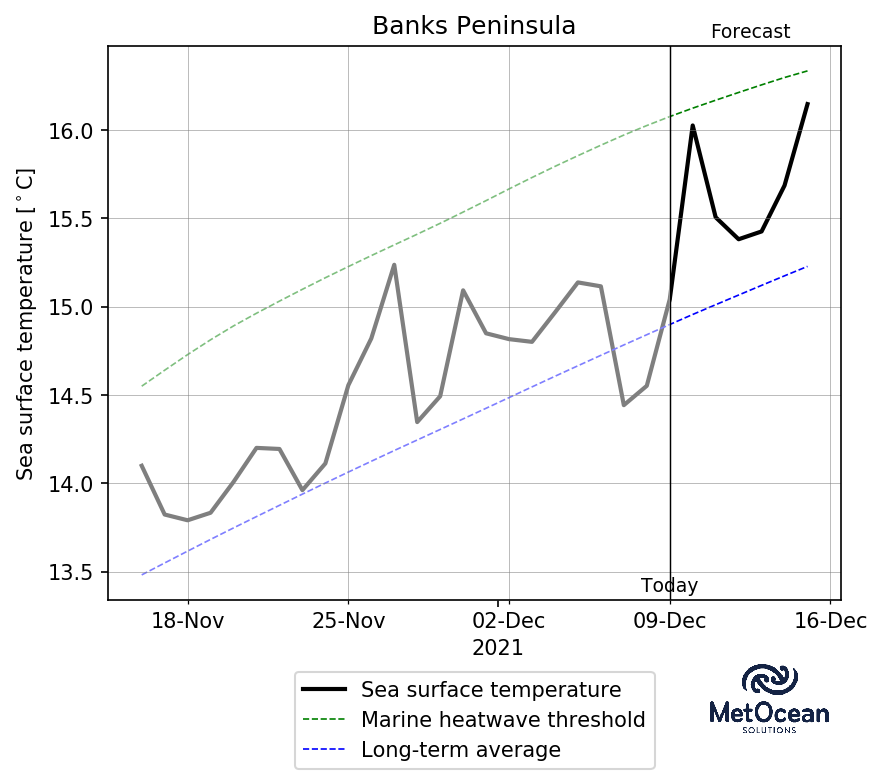 Banks Peninsula
Forecast
Sea surface temperature [°C]
16.0
15.5
15.0
14.5
14.0
13.5
Today
18-Nov 25-Nov 02-Dec 09-Dec 16-Dec
2021
Sea surface temperature
Marine heatwave threshold
Long-term average
MetOcean
SOLUTIONS